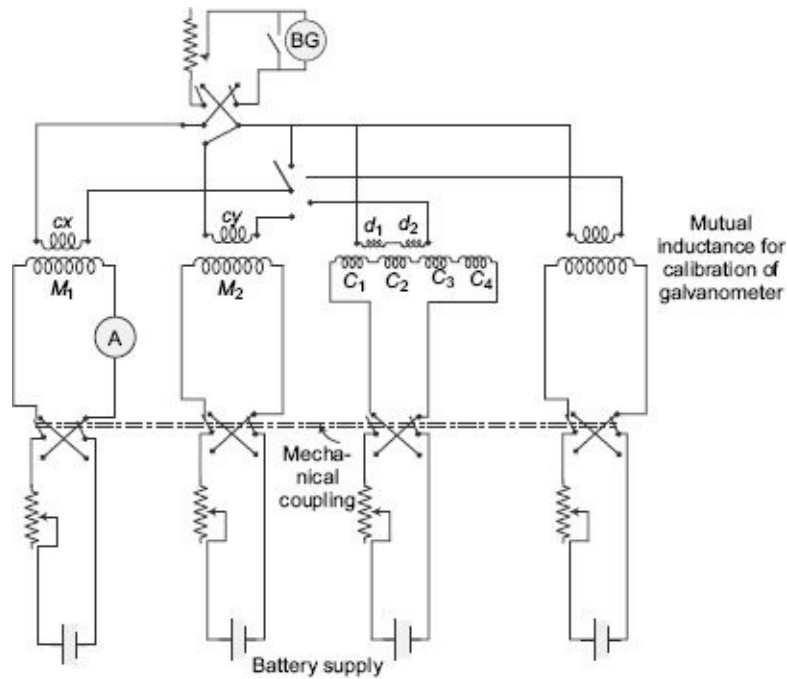 BG
cx
cy
d1
d2
M1
M2
C1
C2
C3
C4
A
Mutual
inductance for
calibration of
galvanometer
Mecha-
nical
coupling
Battery supply